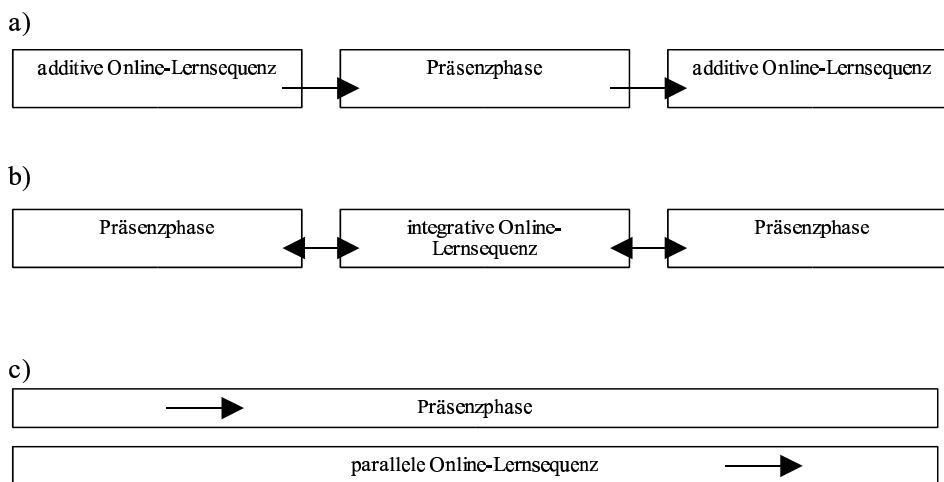 a)
additive Online-Lernsequenz
Präsenzphase
additive Online-Lernsequenz
b)
Präsenzphase
integrative Online-
Lernsequenz
Präsenzphase
c)
Präsenzphase
parallele Online-Lernsequenz